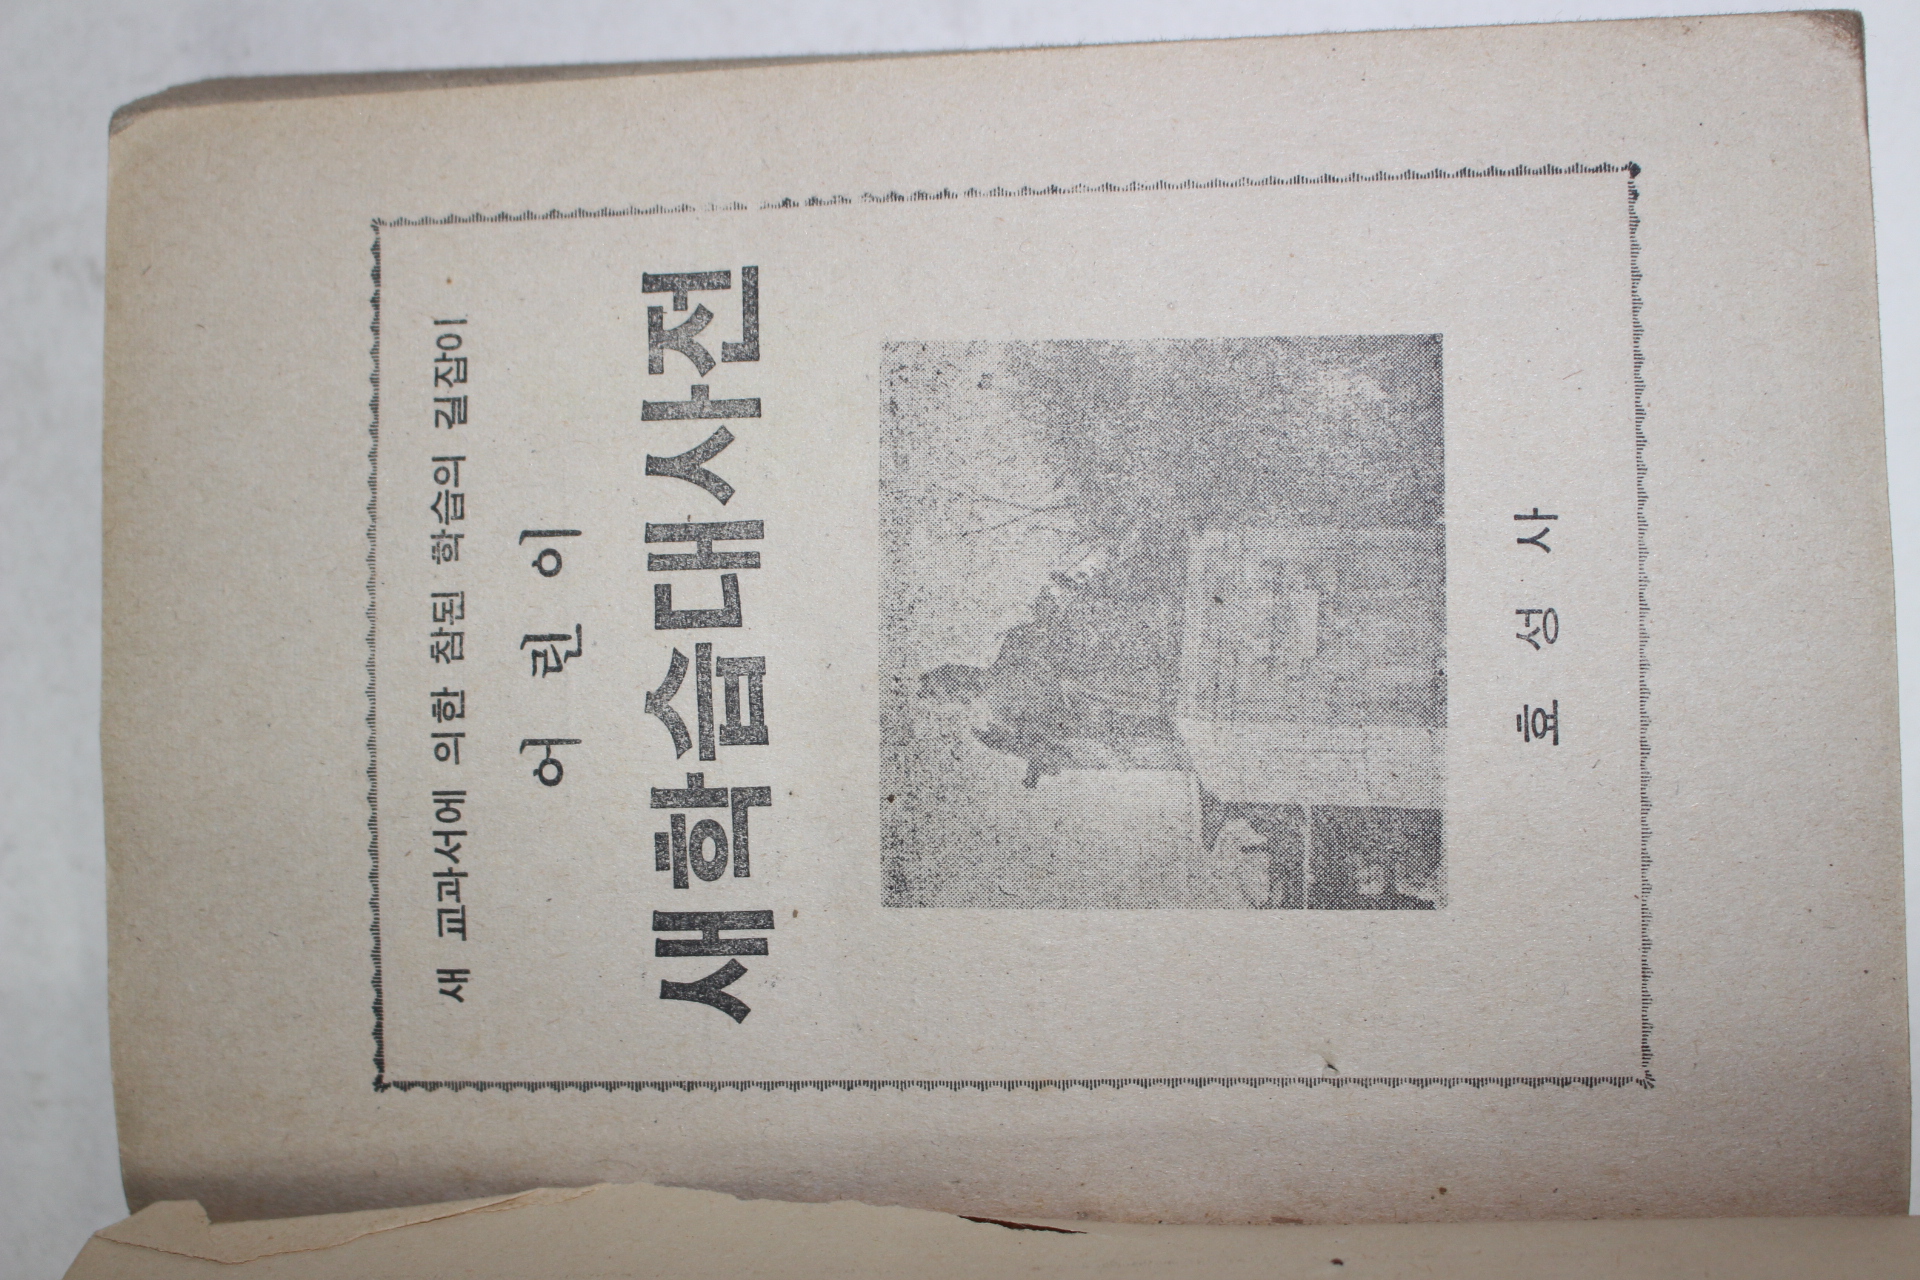 새 교과서에 의한 참된 학습의 길잡이
어린이
새학습대사전
효성사